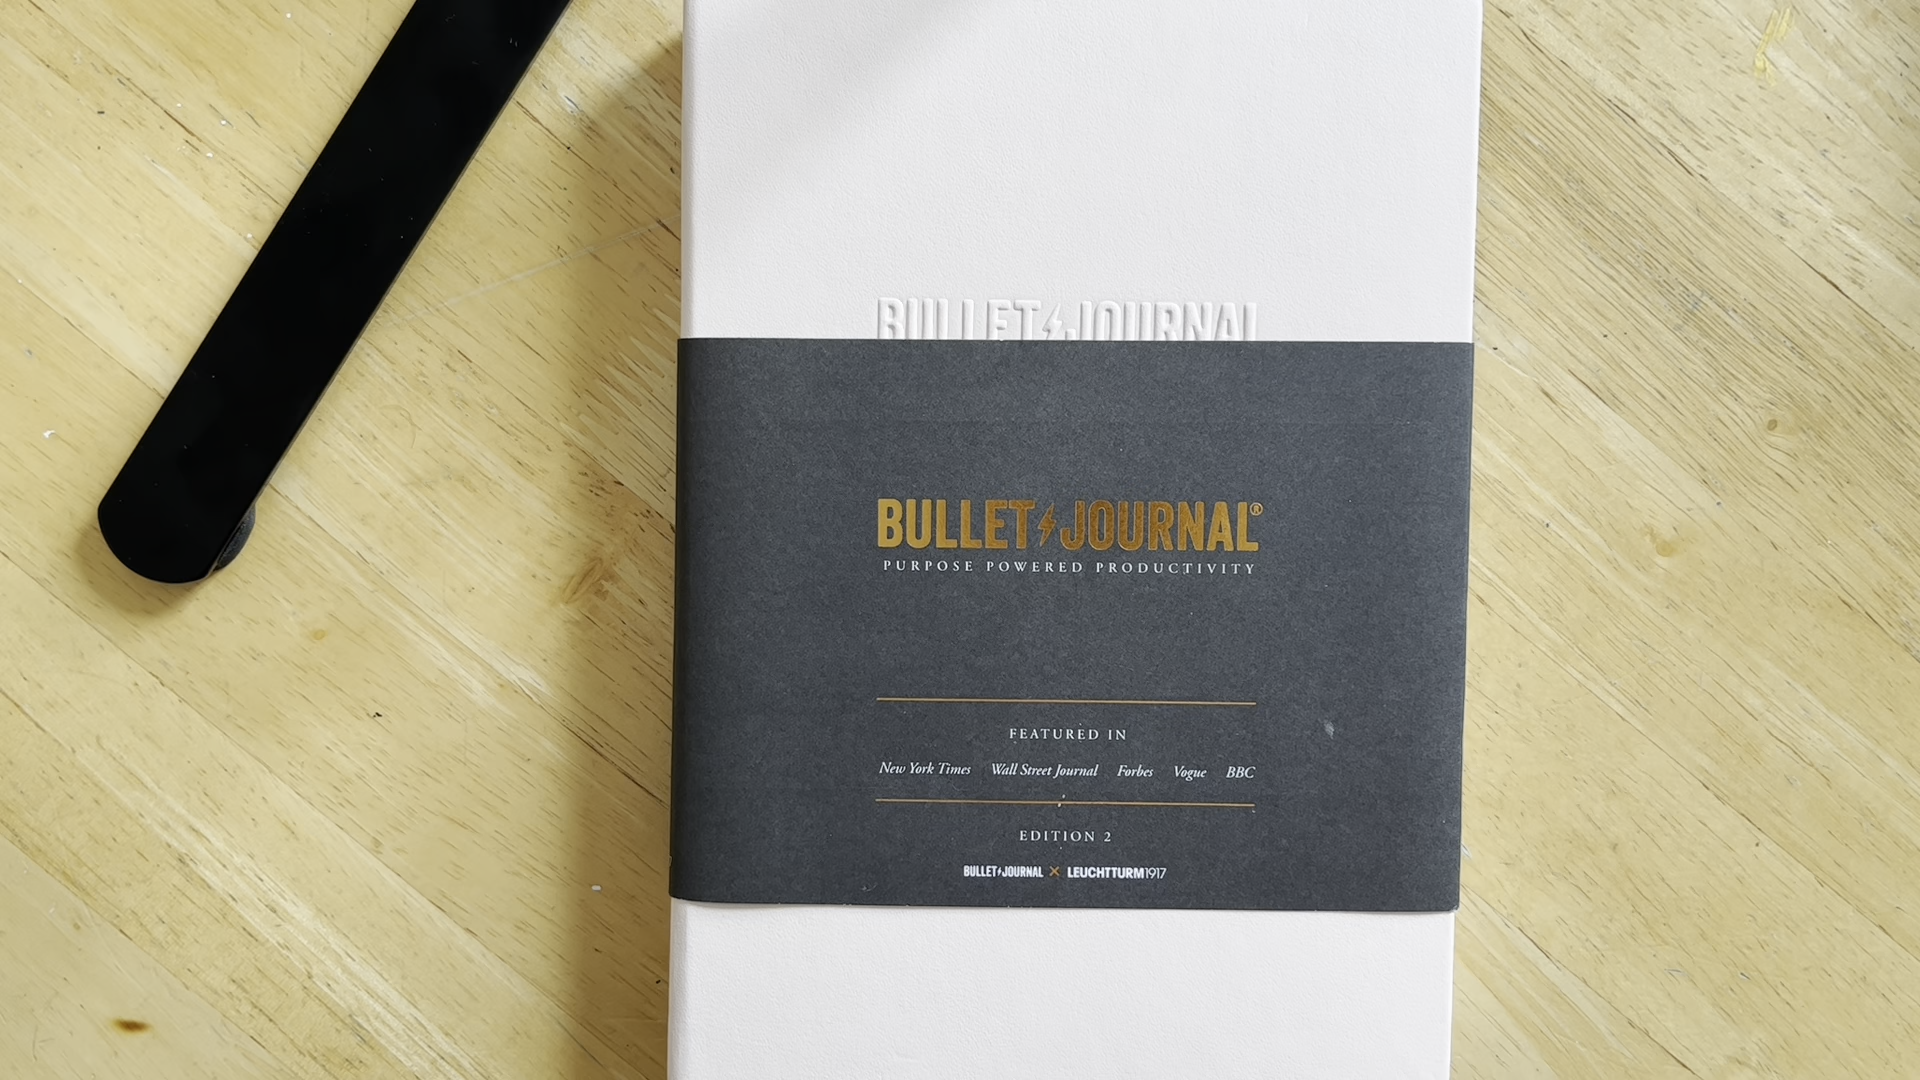 BULLET JOURNAL
BULLET JOURNAL®
PURPOSE POWERED PRODUCTIVITY
FEATURED IN
New York Times Wall Street Journal Forbes Vogue BBC
EDITION 2
BULLET JOURNAL × LEUCHTTURM1917